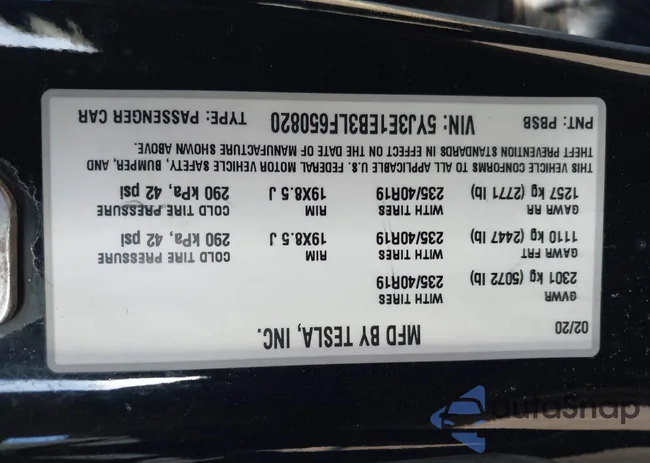 MFD BY TESLA, INC.
02/20
GVWR WITH TIRES
2301 kg (5072 lb) 235/40R19
GAWR FRT WITH TIRES RIM COLD TIRE PRESSURE
1110 kg (2447 lb) 235/40R19 19X8.5 J 290 kPa, 42 psi
GAWR RR WITH TIRES RIM COLD TIRE PRESSURE
1257 kg (2771 lb) 235/40R19 19X8.5 J 290 kPa, 42 psi
THIS VEHICLE CONFORMS TO ALL APPLICABLE U.S. FEDERAL MOTOR VEHICLE SAFETY, BUMPER, AND
THEFT PREVENTION STANDARDS IN EFFECT ON THE DATE OF MANUFACTURE SHOWN ABOVE.
PNT: PBSB VIN: 5YJ3E1EB3LF650820 TYPE: PASSENGER CAR
autoSnap